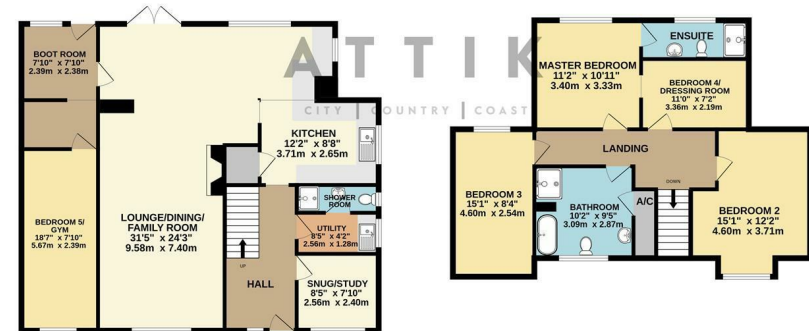 ATTIK
CITY | COUNTRY | COAST
BOOT ROOM
7'10" x 7'10"
2.39m x 2.38m
BEDROOM 5/
GYM
18'7" x 7'10"
5.67m x 2.39m
LOUNGE/DINING/
FAMILY ROOM
31'5" x 24'3"
9.58m x 7.40m
KITCHEN
12'2" x 8'8"
3.71m x 2.65m
SHOWER
ROOM
UTILITY
8'5" x 4'2"
2.56m x 1.28m
UP
HALL
SNUG/STUDY
8'5" x 7'10"
2.56m x 2.40m
ENSUITE
MASTER BEDROOM
11'2" x 10'11"
3.40m x 3.33m
BEDROOM 4/
DRESSING ROOM
11'0" x 7'2"
3.36m x 2.19m
LANDING
DOWN
BEDROOM 3
15'1" x 8'4"
4.60m x 2.54m
BATHROOM
10'2" x 9'5"
3.09m x 2.87m
A/C
BEDROOM 2
15'1" x 12'2"
4.60m x 3.71m